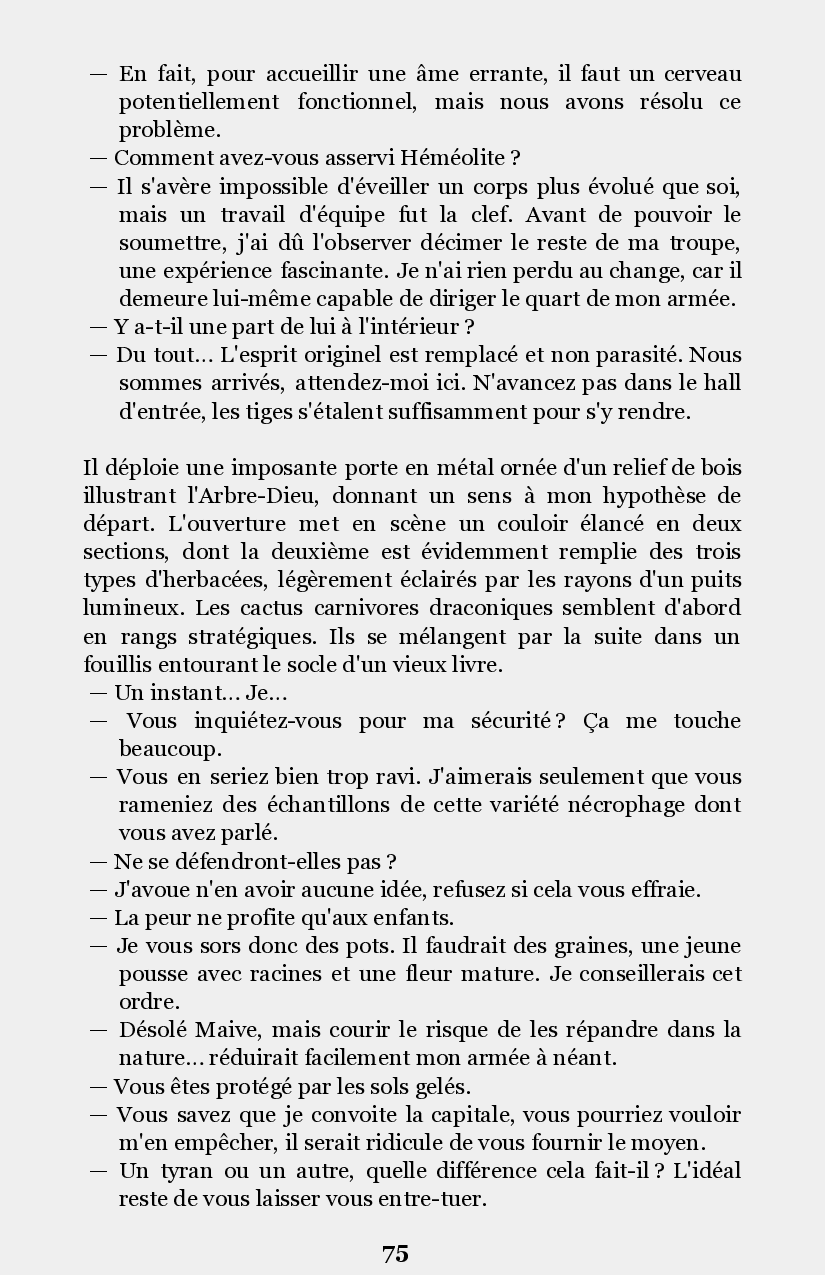 — En fait, pour accueillir une âme errante, il faut un cerveau
potentiellement fonctionnel, mais nous avons résolu ce
problème.
— Comment avez-vous asservi Héméolite ?
— Il s'avère impossible d'éveiller un corps plus évolué que soi,
mais un travail d'équipe fut la clef. Avant de pouvoir le
soumettre, j'ai dû l'observer décimer le reste de ma troupe,
une expérience fascinante. Je n'ai rien perdu au change, car il
demeure lui-même capable de diriger le quart de mon armée.
— Y a-t-il une part de lui à l'intérieur ?
— Du tout... L'esprit originel est remplacé et non parasité. Nous
sommes arrivés, attendez-moi ici. N'avancez pas dans le hall
d'entrée, les tiges s'étalent suffisamment pour s'y rendre.
Il déploie une imposante porte en métal ornée d'un relief de bois
illustrant l'Arbre-Dieu, donnant un sens à mon hypothèse de
départ. L'ouverture met en scène un couloir élancé en deux
sections, dont la deuxième est évidemment remplie des trois
types d'herbacées, légèrement éclairés par les rayons d'un puits
lumineux. Les cactus carnivores draconiques semblent d'abord
en rangs stratégiques. Ils se mélangent par la suite dans un
fouillis entourant le socle d'un vieux livre.
— Un instant... Je...
— Vous inquiétez-vous pour ma sécurité ? Ça me touche
beaucoup.
— Vous en seriez bien trop ravi. J'aimerais seulement que vous
rameniez des échantillons de cette variété nécrophage dont
vous avez parlé.
— Ne se défendront-elles pas ?
— J'avoue n'en avoir aucune idée, refusez si cela vous effraie.
— La peur ne profite qu'aux enfants.
— Je vous sors donc des pots. Il faudrait des graines, une jeune
pousse avec racines et une fleur mature. Je conseillerais cet
ordre.
— Désolé Maive, mais courir le risque de les répandre dans la
nature... réduirait facilement mon armée à néant.
— Vous êtes protégé par les sols gelés.
— Vous savez que je convoite la capitale, vous pourriez vouloir
m'en empêcher, il serait ridicule de vous fournir le moyen.
— Un tyran ou un autre, quelle différence cela fait-il ? L'idéal
reste de vous laisser vous entre-tuer.
75